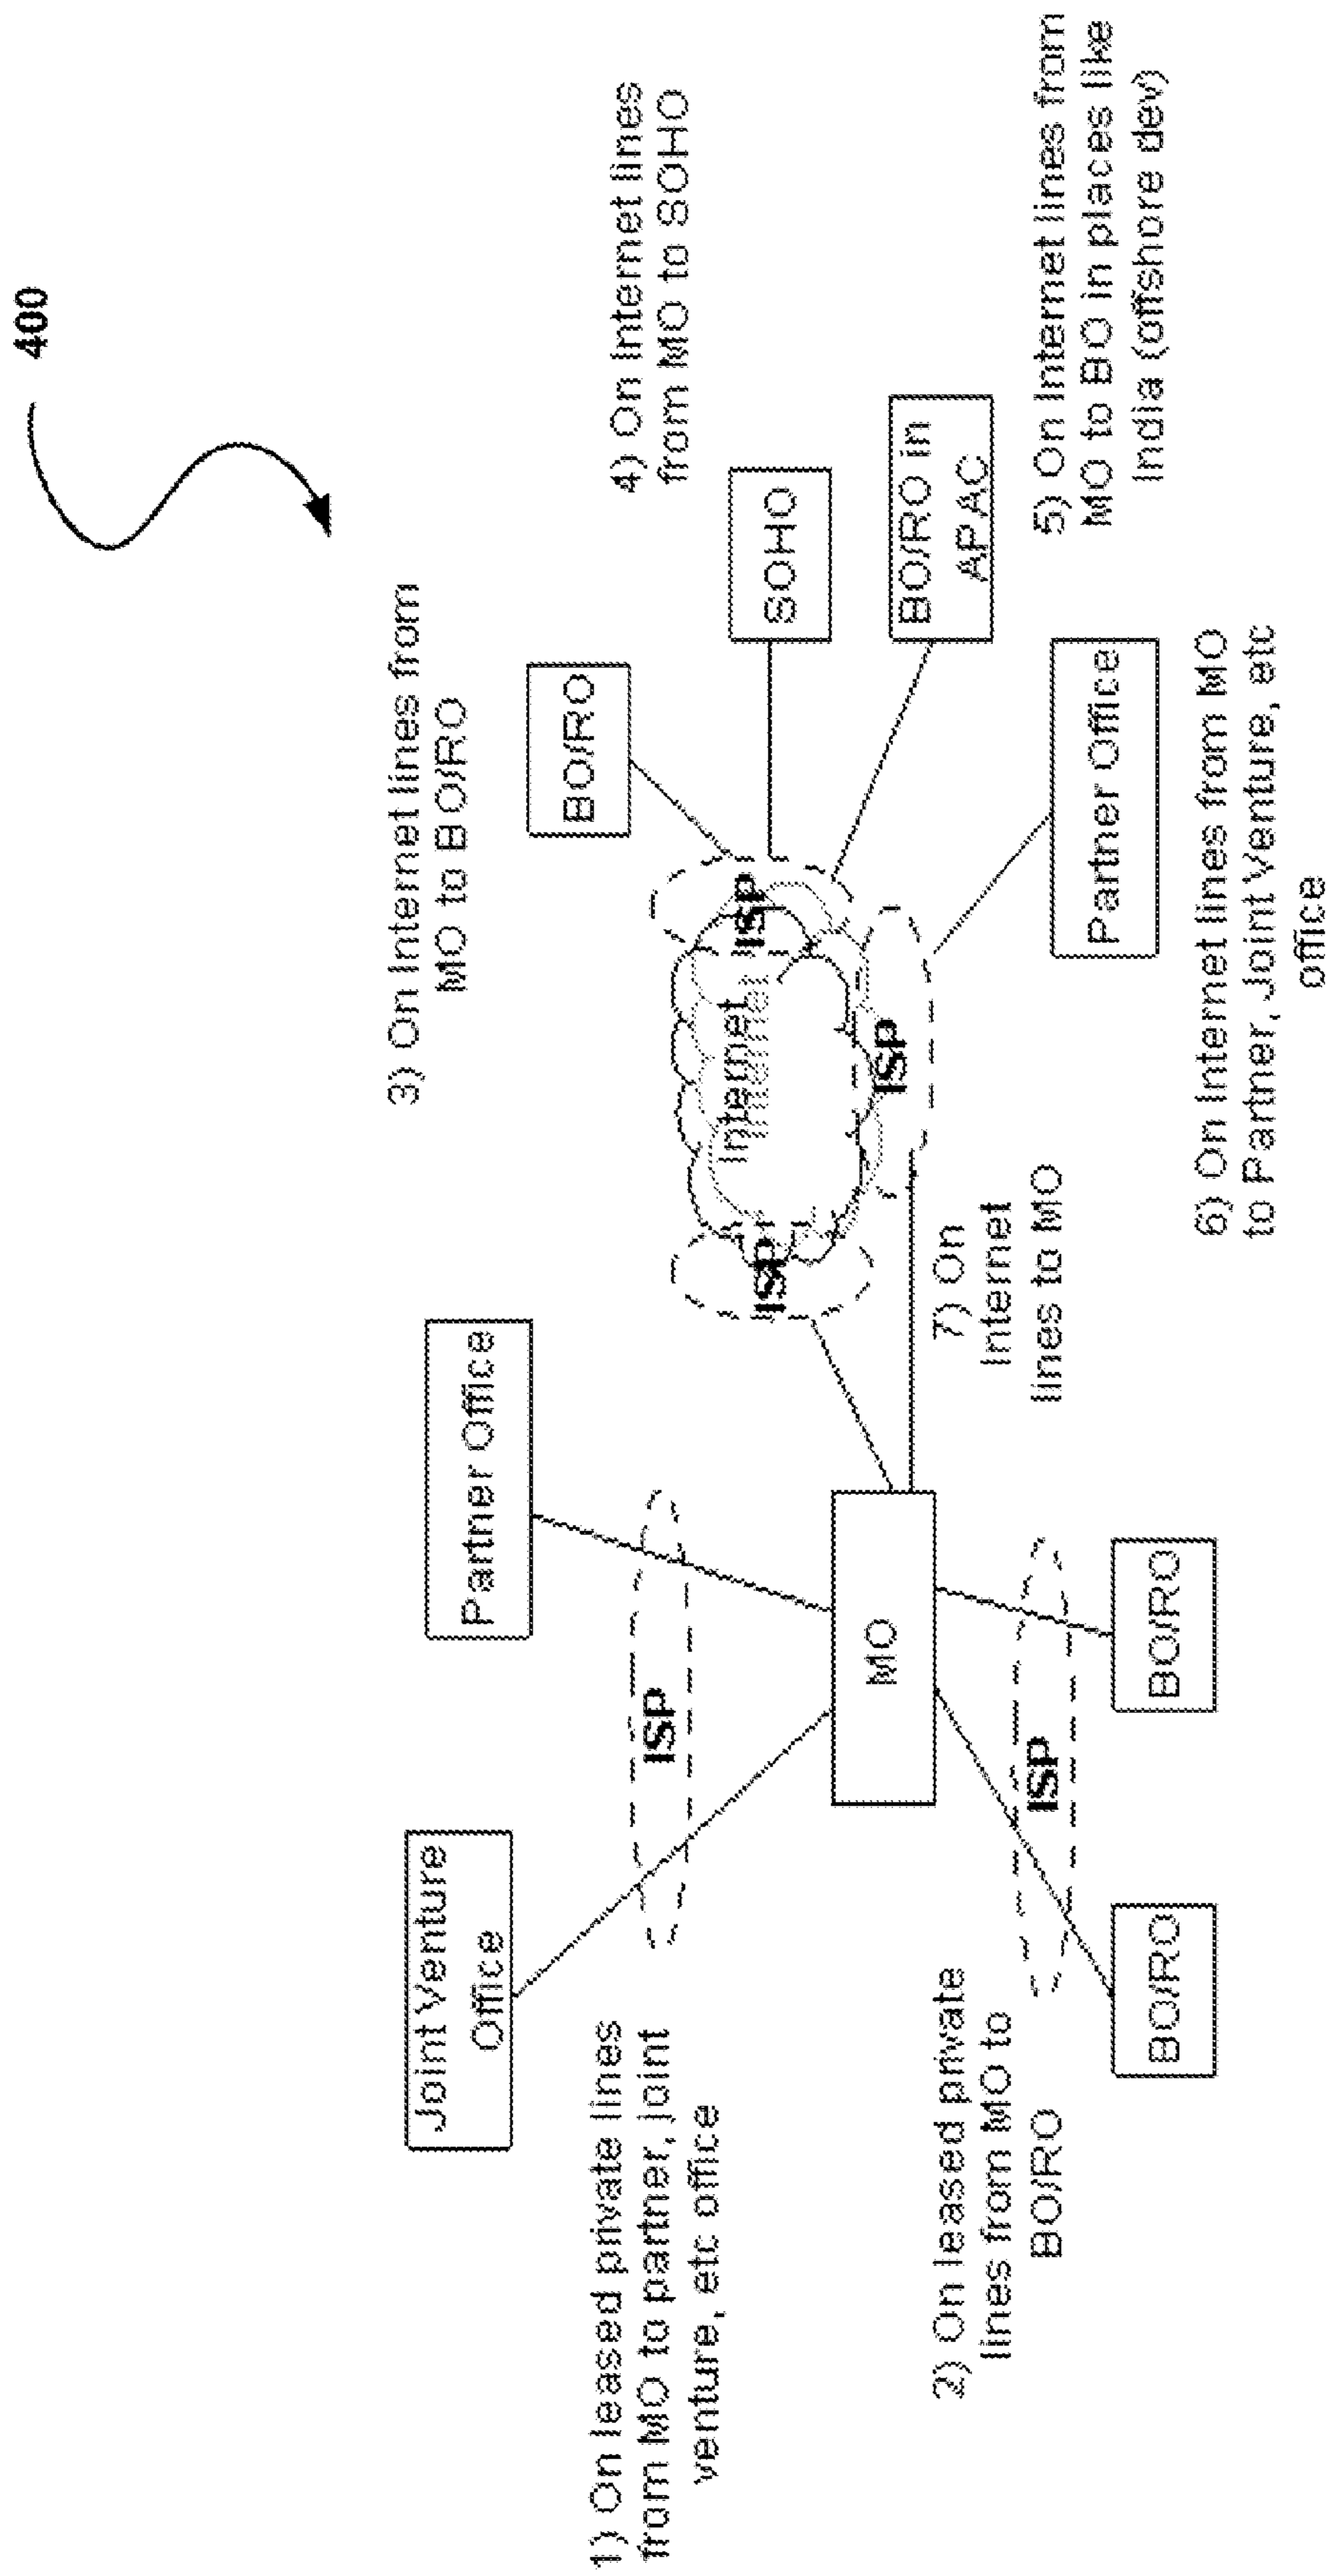 400
3) On Internet lines from
MO to BO/RO
4) On Internet lines
from MO to SOHO
Joint Venture
Office
Partner Office
BO/RO
SOHO
BO/RO in
APAC
5) On Internet lines from
MO to BO in places like
India (offshore dev)
1) On leased private lines
from MO to partner, joint
venture, etc office
ISP
ISP
Internet
Internet
ISP
ISP
MO
7) On
Internet
lines to MO
Partner Office
6) On Internet lines from MO
to Partner, Joint Venture, etc
office
2) On leased private
lines from MO to
BO/RO
ISP
BO/RO
BO/RO